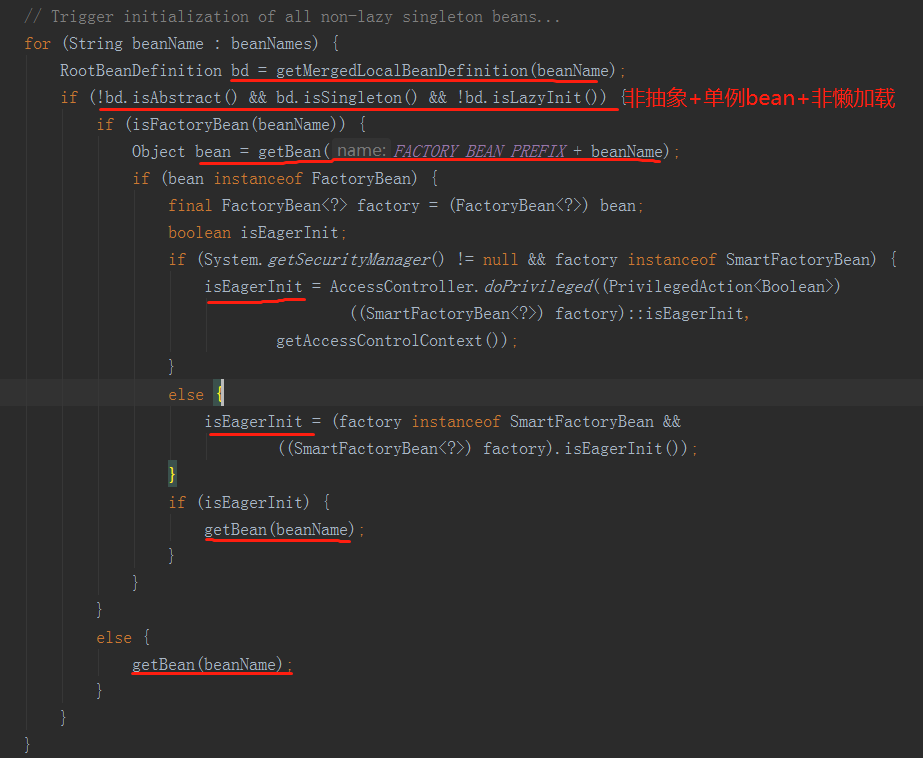 // Trigger initialization of all non-lazy singleton beans...
for (String beanName : beanNames) {
RootBeanDefinition bd = getMergedLocalBeanDefinition(beanName);
if (!bd.isAbstract() && bd.isSingleton() && !bd.isLazyInit()) { 非抽象+单例bean+非懒加载
if (isFactoryBean(beanName)) {
Object bean = getBean( name: FACTORY_BEAN_PREFIX + beanName);
if (bean instanceof FactoryBean) {
final FactoryBean<?> factory = (FactoryBean<?>) bean;
boolean isEagerInit;
if (System.getSecurityManager() != null && factory instanceof SmartFactoryBean) {
isEagerInit = AccessController.doPrivileged((PrivilegedAction<Boolean>)
((SmartFactoryBean<?>) factory)::isEagerInit,
getAccessControlContext());
}
else {
isEagerInit = (factory instanceof SmartFactoryBean &&
((SmartFactoryBean<?>) factory).isEagerInit());
}
if (isEagerInit) {
getBean(beanName);
}
}
}
else {
getBean(beanName);
}
}
}